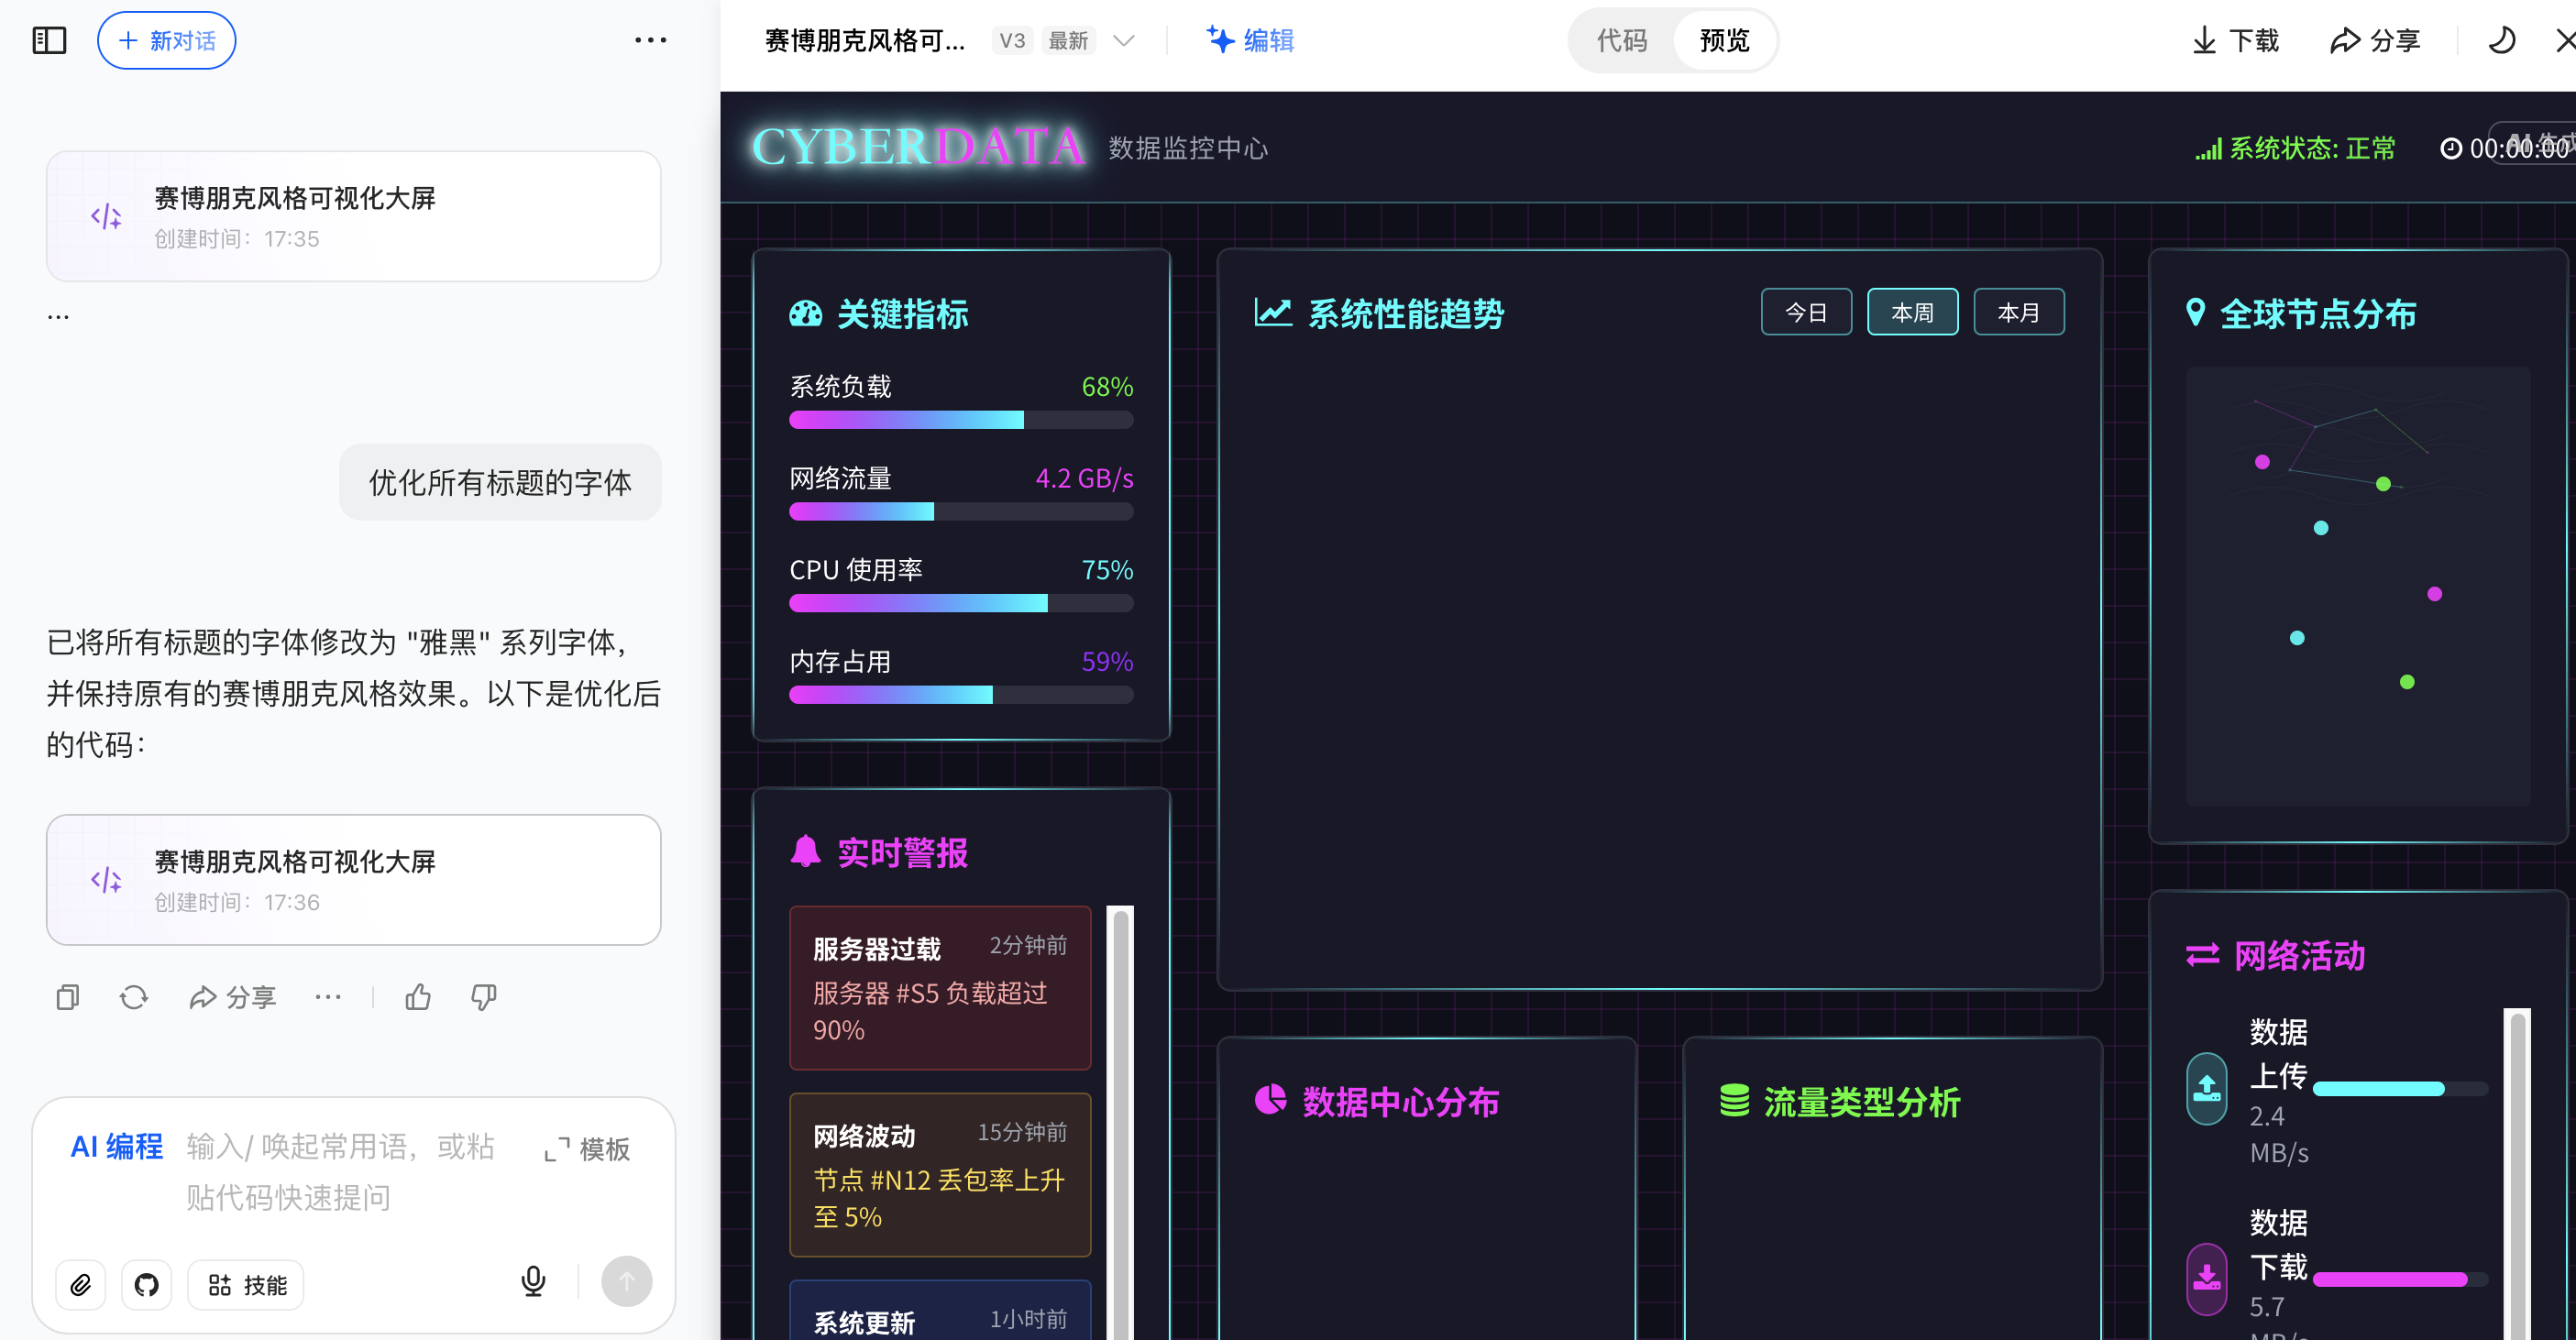 新对话
赛博朋克风格可视化大屏
创建时间：17:35
...
优化所有标题的字体
已将所有标题的字体修改为 "雅黑" 系列字体，
并保持原有的赛博朋克风格效果。以下是优化后
的代码：
赛博朋克风格可视化大屏
创建时间：17:36
分享
AI 编程 输入/ 唤起常用语，或粘
贴代码快速提问
模板
技能
赛博朋克风格可... V3 最新 编辑 代码 预览 下载 分享
CYBERDATA 数据监控中心 系统状态: 正常 00:00:00
关键指标
系统负载 68%
网络流量 4.2 GB/s
CPU 使用率 75%
内存占用 59%
实时警报
服务器过载 2分钟前
服务器 #S5 负载超过
90%
网络波动 15分钟前
节点 #N12 丢包率上升
至 5%
系统更新 1小时前
系统性能趋势 今日 本周 本月
数据中心分布
流量类型分析
全球节点分布
网络活动
数据
上传
2.4
MB/s
数据
下载
5.7
MB/s